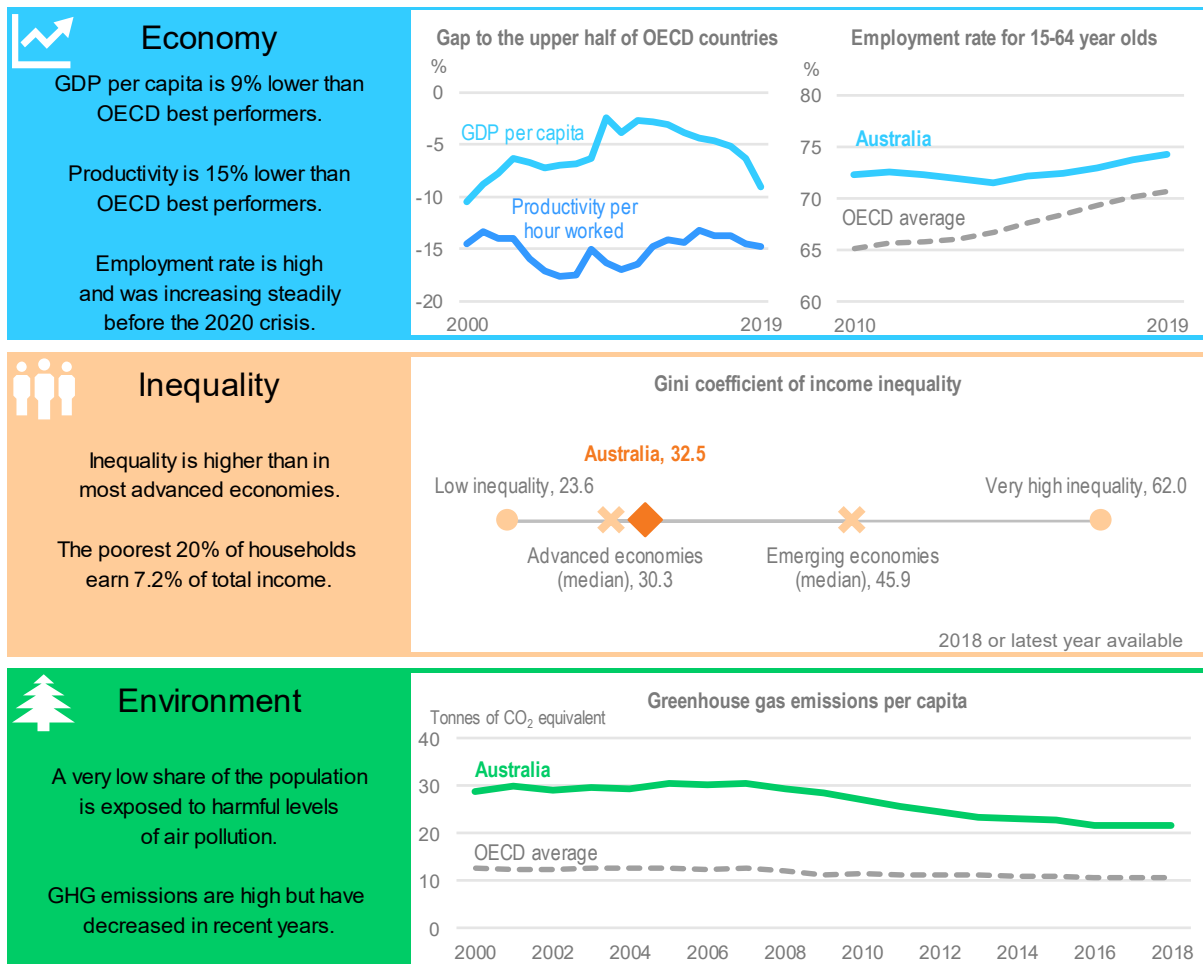 Economy
GDP per capita is 9% lower than
OECD best performers.
Productivity is 15% lower than
OECD best performers.
Employment rate is high
and was increasing steadily
before the 2020 crisis.
Gap to the upper half of OECD countries
%
0
-5
-10
-15
-20
GDP per capita
Productivity per
hour worked
2000
2019
Employment rate for 15-64 year olds
%
80
75
70
65
60
Australia
OECD average
2010
2019
Inequality
Inequality is higher than in
most advanced economies.
The poorest 20% of households
earn 7.2% of total income.
Gini coefficient of income inequality
Australia, 32.5
Low inequality, 23.6
Very high inequality, 62.0
Advanced economies
(median), 30.3
Emerging economies
(median), 45.9
2018 or latest year available
Environment
A very low share of the population
is exposed to harmful levels
of air pollution.
GHG emissions are high but have
decreased in recent years.
Greenhouse gas emissions per capita
Tonnes of CO₂ equivalent
40
30
20
10
0
Australia
OECD average
2000 2002 2004 2006 2008 2010 2012 2014 2016 2018